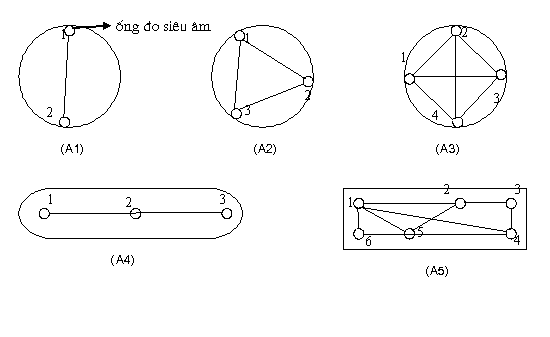 1 ống đo siêu âm
2
(A1)
1
2
3
(A2)
1
2
3
4
(A3)
1 2 3
(A4)
1 2 3
6 5 4
(A5)